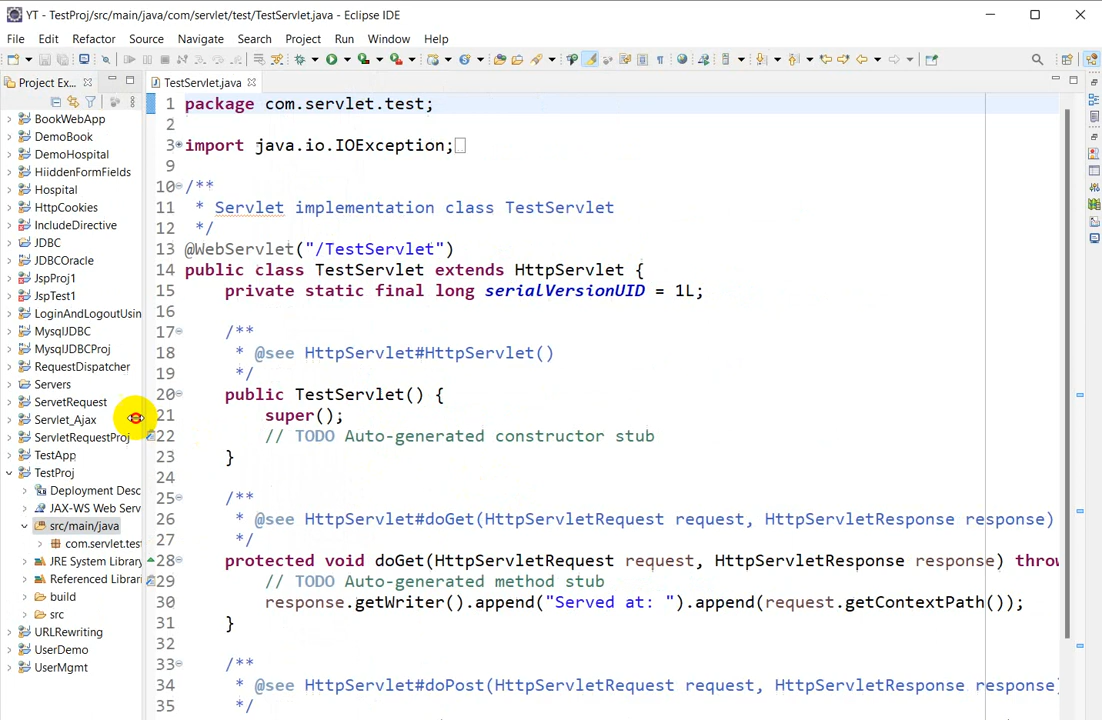 YT - TestProj/src/main/java/com/servlet/test/TestServlet.java - Eclipse IDE
File Edit Refactor Source Navigate Search Project Run Window Help
Project Ex...
TestServlet.java
BookWebApp
DemoBook
DemoHospital
HiiddenFormFields
Hospital
HttpCookies
IncludeDirective
JDBC
JDBCOracle
JspProj1
JspTest1
LoginAndLogoutUsin
MysqlJDBC
MysqlJDBCProj
RequestDispatcher
Servers
ServetRequest
Servlet_Ajax
ServletRequestProj
TestApp
TestProj
Deployment Desc
JAX-WS Web Serv
src/main/java
com.servlet.test
JRE System Library
Referenced Librari
build
src
URLRewriting
UserDemo
UserMgmt
1 package com.servlet.test;
2
3 import java.io.IOException;
9
10 /**
11 * Servlet implementation class TestServlet
12 */
13 @WebServlet("/TestServlet")
14 public class TestServlet extends HttpServlet {
15 private static final long serialVersionUID = 1L;
16
17 /**
18 * @see HttpServlet#HttpServlet()
19 */
20 public TestServlet() {
21 super();
22 // TODO Auto-generated constructor stub
23 }
24
25 /**
26 * @see HttpServlet#doGet(HttpServletRequest request, HttpServletResponse response)
27 */
28 protected void doGet(HttpServletRequest request, HttpServletResponse response) throw
29 // TODO Auto-generated method stub
30 response.getWriter().append("Served at: ").append(request.getContextPath());
31 }
32
33 /**
34 * @see HttpServlet#doPost(HttpServletRequest request, HttpServletResponse response)
35 */